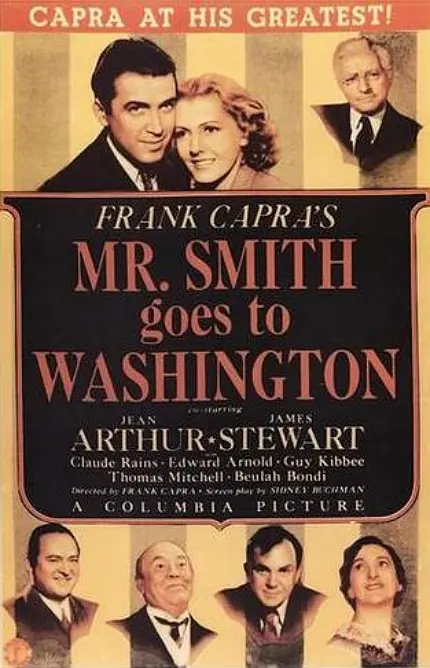 CAPRA AT HIS GREATEST!
FRANK CAPRA'S
MR. SMITH
goes to
WASHINGTON
co-starring
JEAN JAMES
ARTHUR★STEWART
with
Claude Rains • Edward Arnold • Guy Kibbee
Thomas Mitchell • Beulah Bondi
Directed by FRANK CAPRA • Screen play by SIDNEY BUCHMAN
A COLUMBIA PICTURE